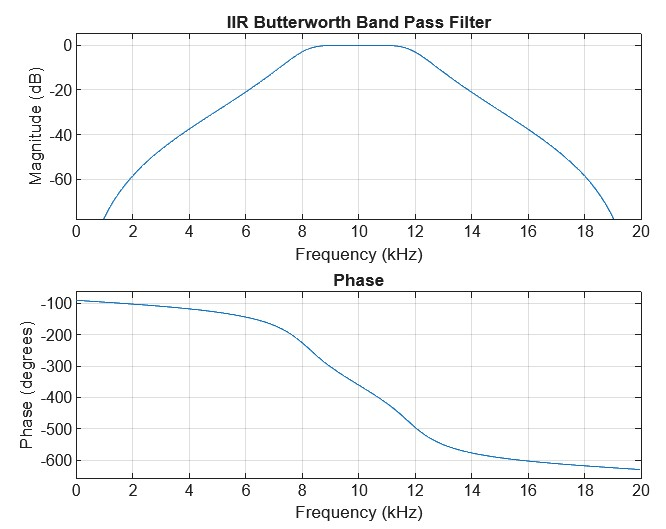 IIR Butterworth Band Pass Filter
0
-20
-40
-60
Magnitude (dB)
0 2 4 6 8 10 12 14 16 18 20
Frequency (kHz)
Phase
-100
-200
-300
-400
-500
-600
Phase (degrees)
0 2 4 6 8 10 12 14 16 18 20
Frequency (kHz)